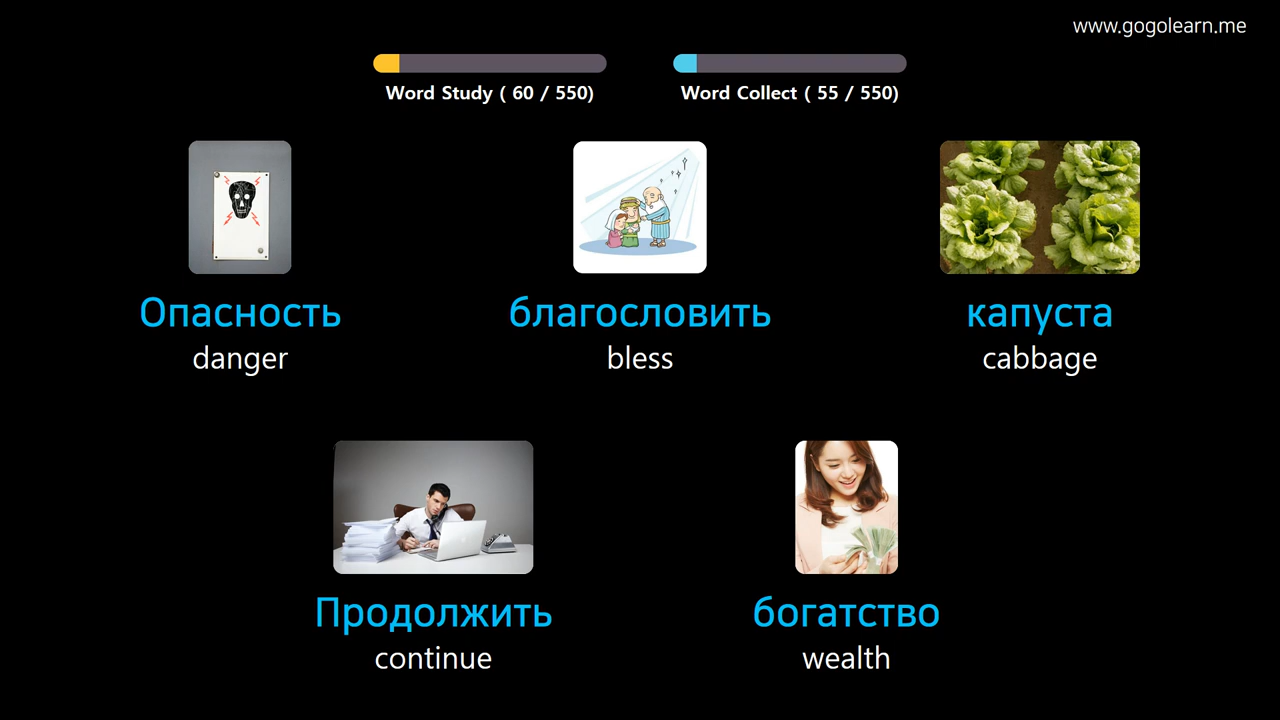 www.gogolearn.me
Word Study ( 60 / 550)
Word Collect ( 55 / 550)
Опасность
danger
благословить
bless
капуста
cabbage
Продолжить
continue
богатство
wealth